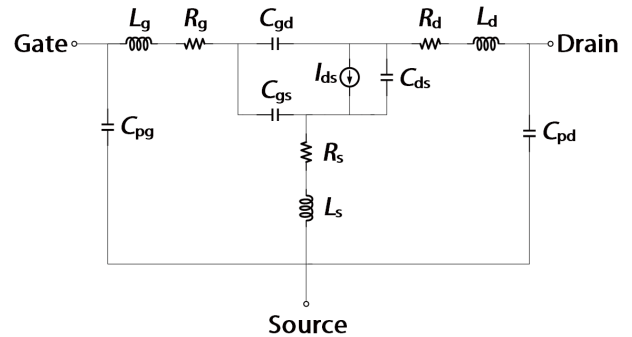 Lg Rg Cgd Rd Ld
Gate Drain
Ids Cds
Cgs
Cpg Cpd
Rs
Ls
Source